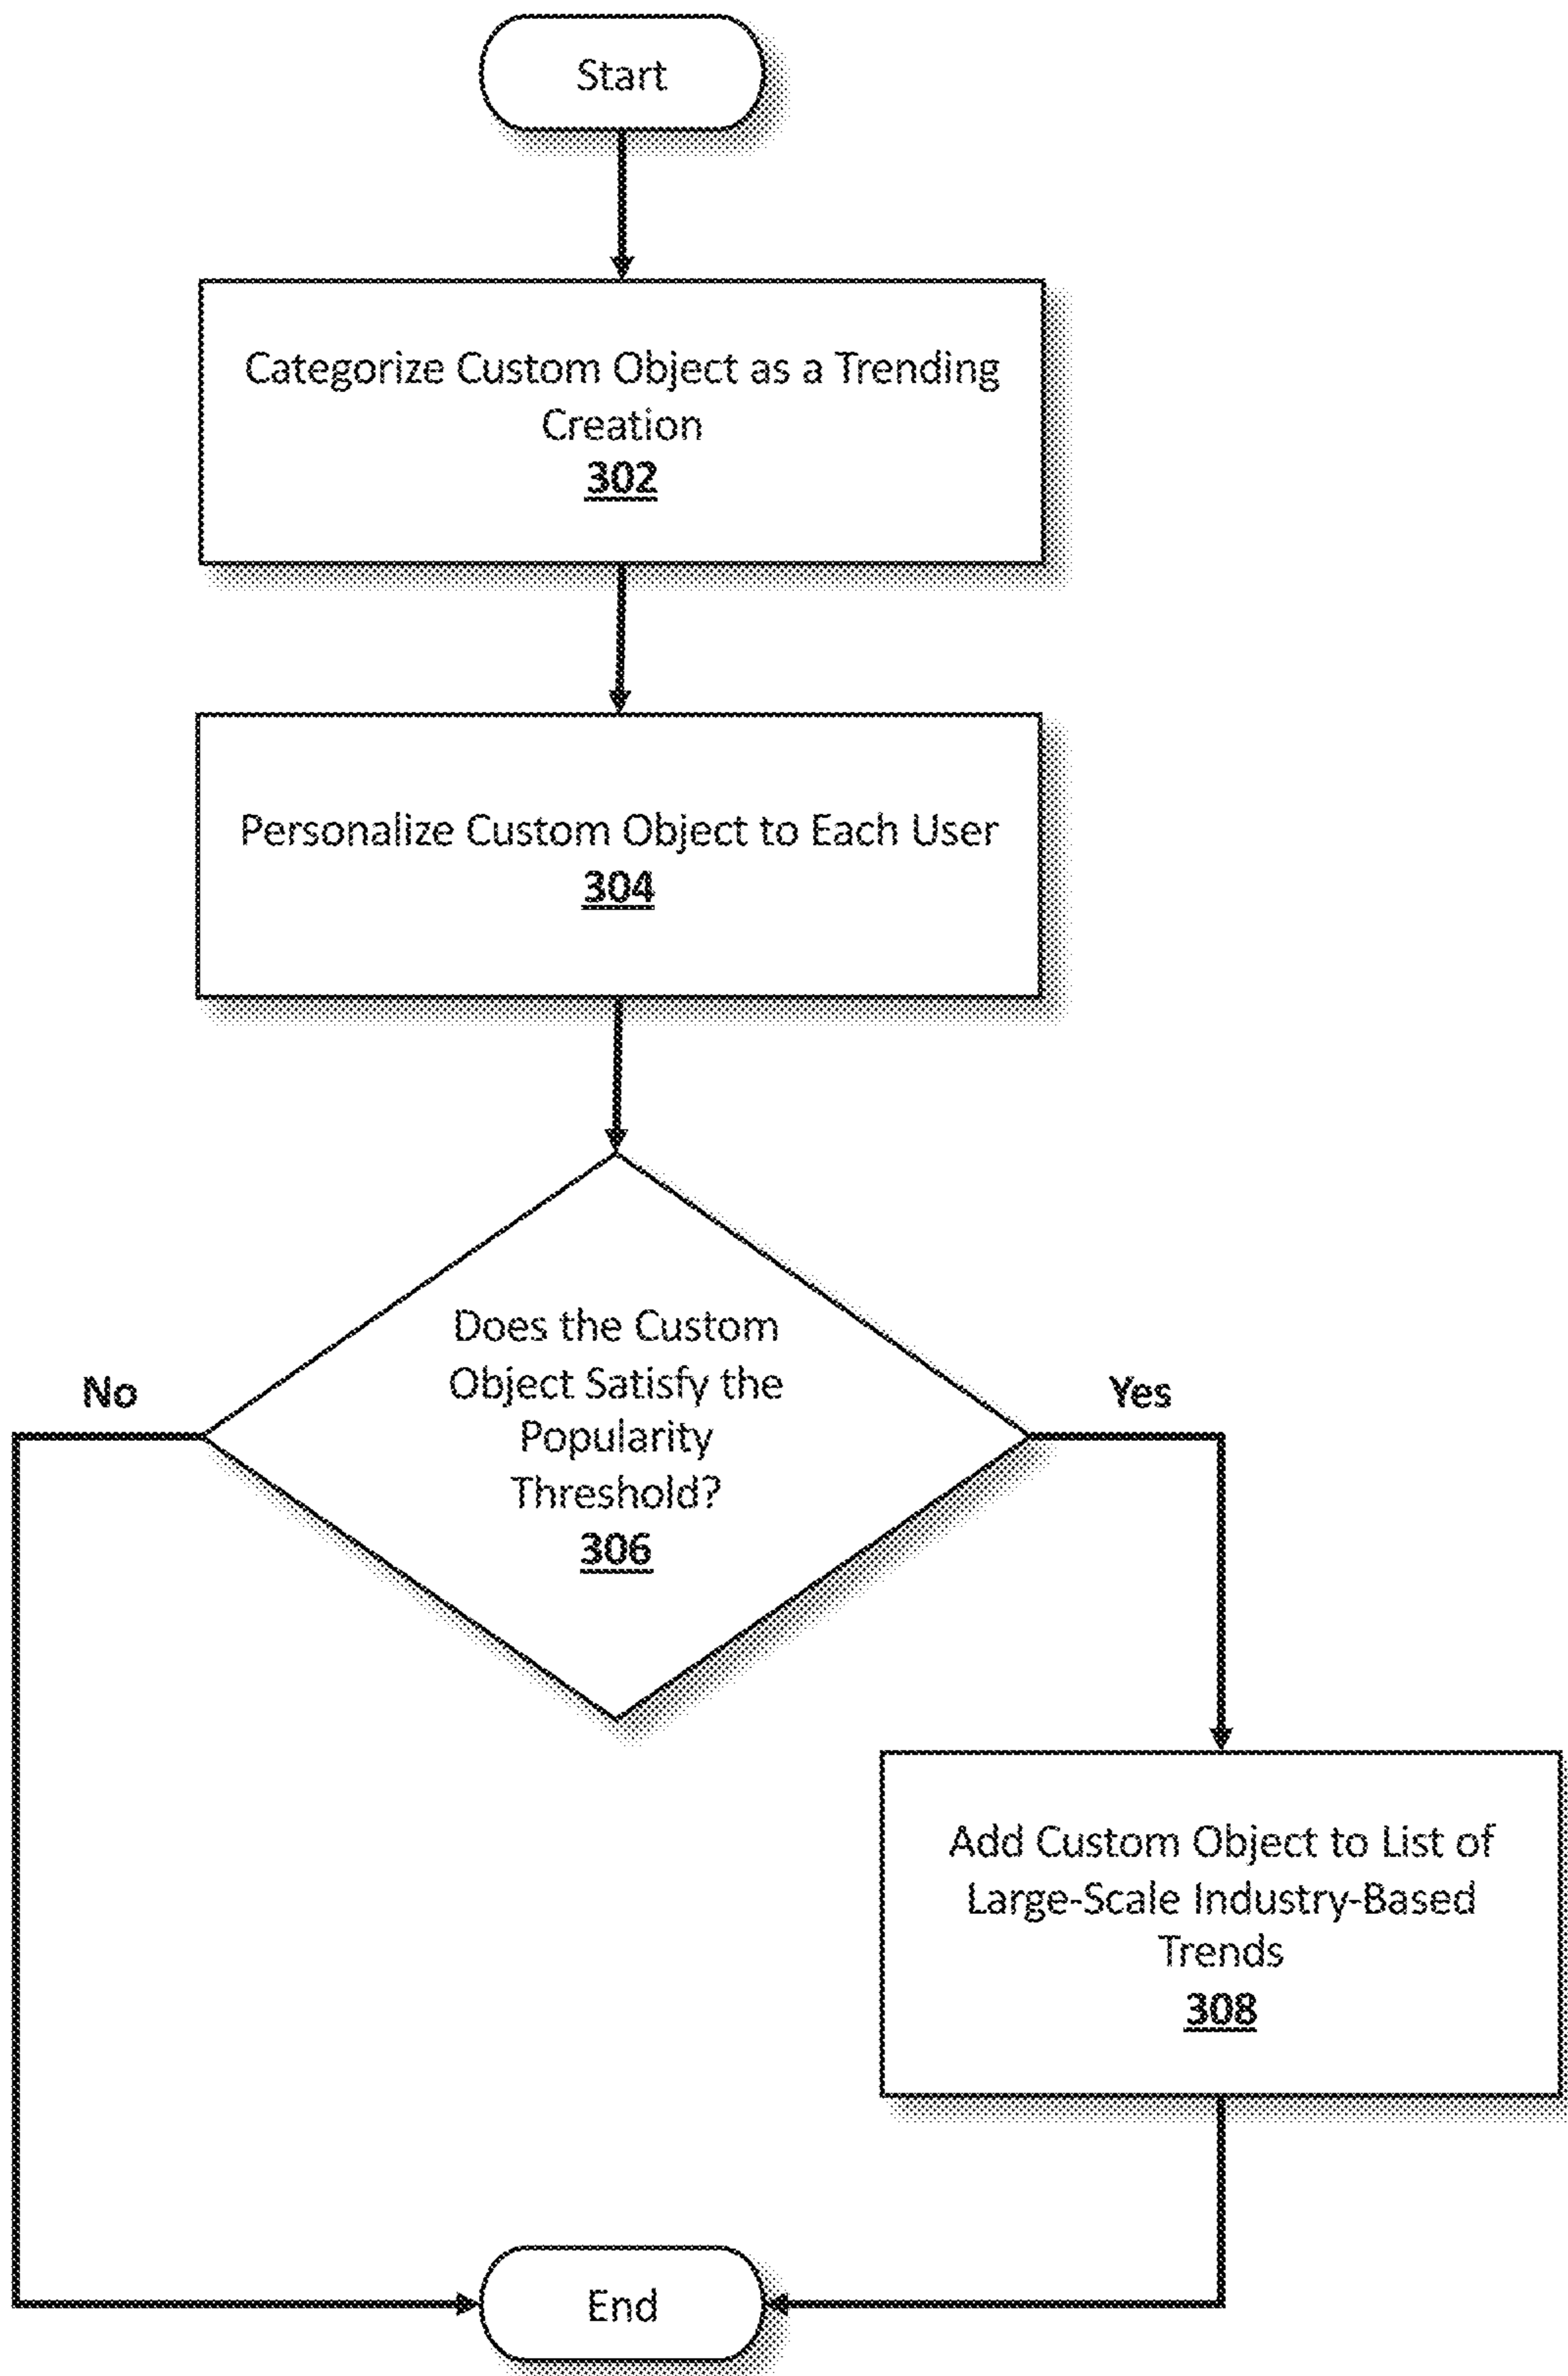 Start
Categorize Custom Object as a Trending
Creation
302
Personalize Custom Object to Each User
304
Does the Custom
Object Satisfy the
Popularity
Threshold?
306
No
Yes
Add Custom Object to List of
Large-Scale Industry-Based
Trends
308
End